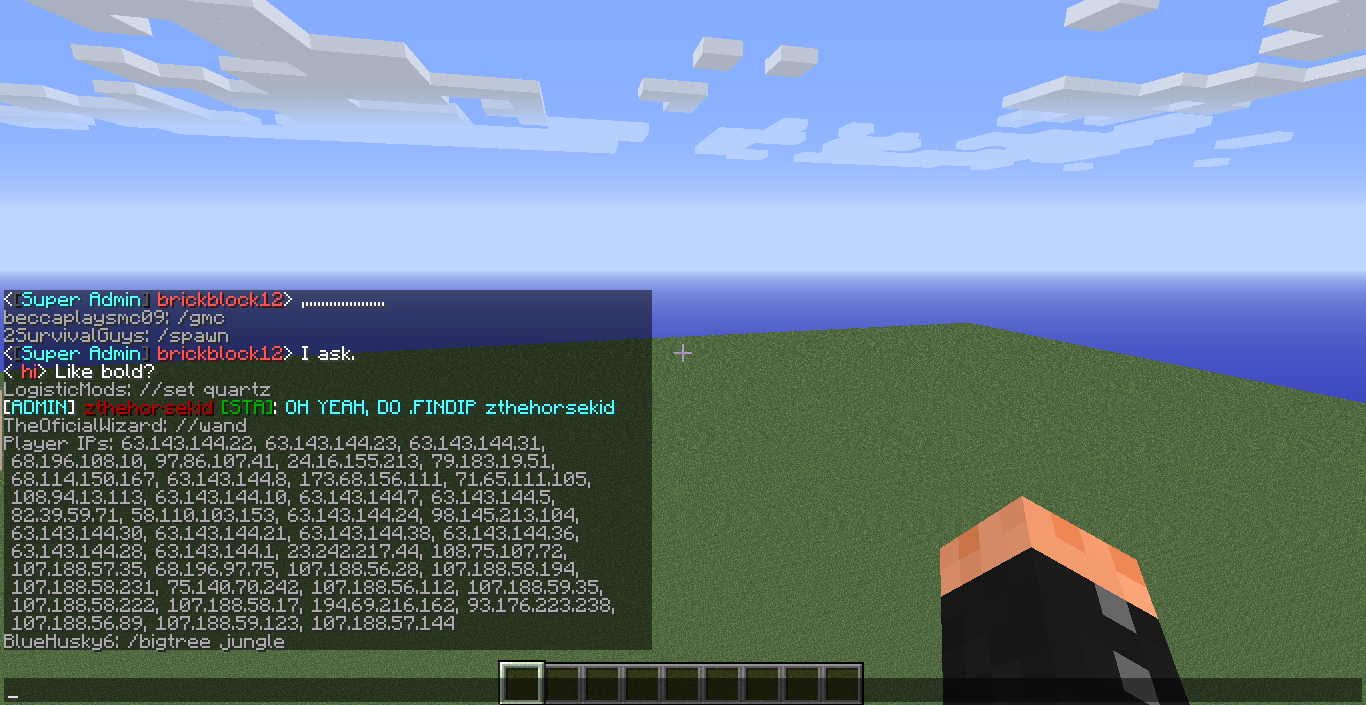 <[Super Admin] brickblock12> ,..................
beccaplaysmc09: /gmc
2SurvivalGuys: /spawn
<[Super Admin] brickblock12> I ask.
< hi> Like bold?
LogisticMods: //set quartz
[ADMIN] zthehorsekid [STA]: OH YEAH, DO .FINDIP zthehorsekid
TheOficialWizard: //wand
Player IPs: 63.143.144.22, 63.143.144.23, 63.143.144.31,
68.196.108.10, 97.86.107.41, 24.16.155.213, 79.183.19.51,
68.114.150.167, 63.143.144.8, 173.68.156.111, 71.65.111.105,
108.94.13.113, 63.143.144.10, 63.143.144.7, 63.143.144.5,
82.39.59.71, 58.110.103.153, 63.143.144.24, 98.145.213.104,
63.143.144.30, 63.143.144.21, 63.143.144.38, 63.143.144.36,
63.143.144.28, 63.143.144.1, 23.242.217.44, 108.75.107.72,
107.188.57.35, 68.196.97.75, 107.188.56.28, 107.188.58.194,
107.188.58.231, 75.140.70.242, 107.188.56.112, 107.188.59.35,
107.188.58.222, 107.188.58.17, 194.69.216.162, 93.176.223.238,
107.188.56.89, 107.188.59.123, 107.188.57.144
BlueHusky6: /bigtree jungle
_